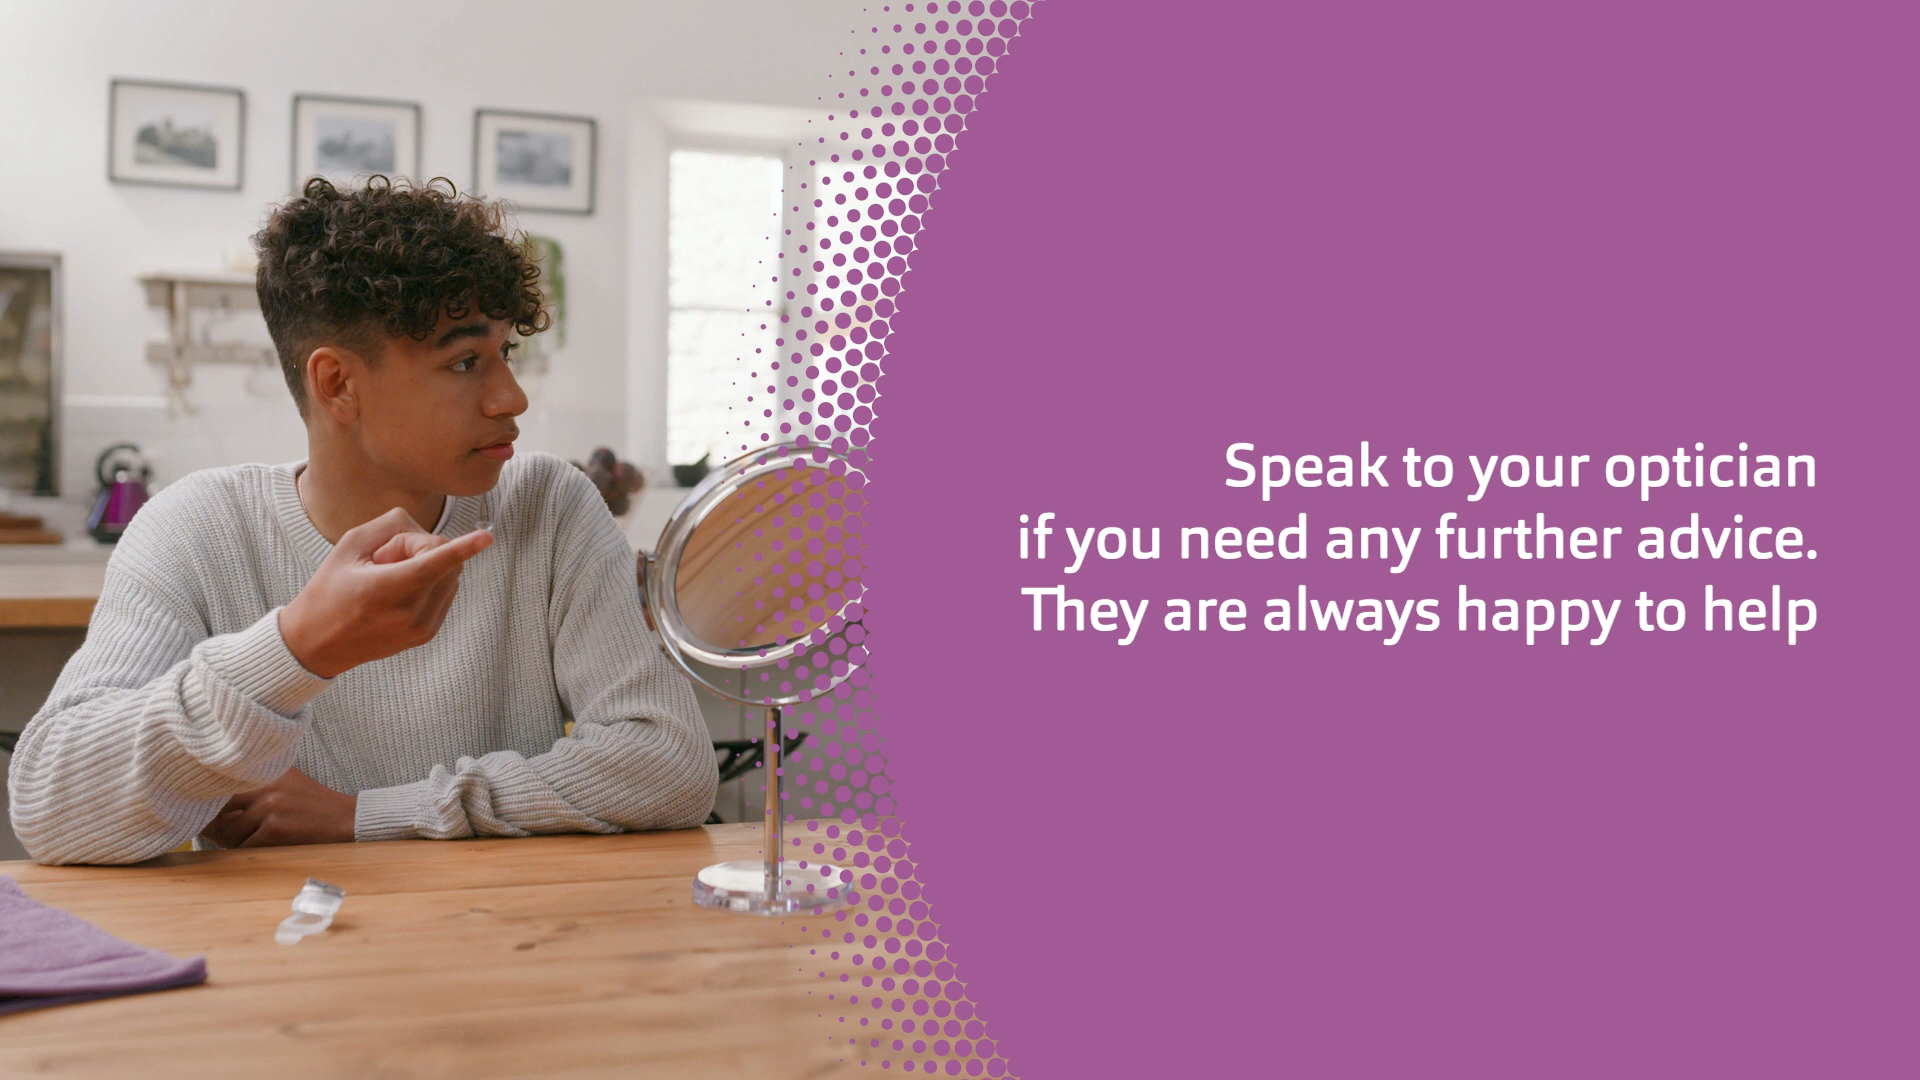 Speak to your optician
if you need any further advice.
They are always happy to help